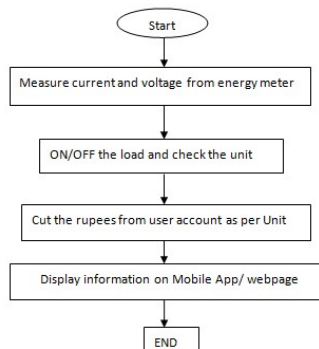 Start
Measure current and voltage from energy meter
ON/OFF the load and check the unit
Cut the rupees from user account as per Unit
Display information on Mobile App/ webpage
END